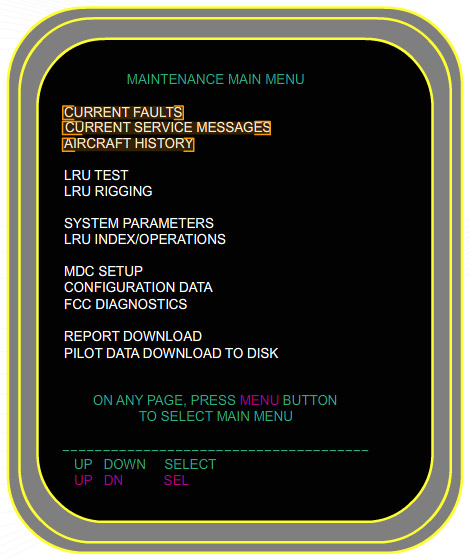 MAINTENANCE MAIN MENU
CURRENT FAULTS
CURRENT SERVICE MESSAGES
AIRCRAFT HISTORY
LRU TEST
LRU RIGGING
SYSTEM PARAMETERS
LRU INDEX/OPERATIONS
MDC SETUP
CONFIGURATION DATA
FCC DIAGNOSTICS
REPORT DOWNLOAD
PILOT DATA DOWNLOAD TO DISK
ON ANY PAGE, PRESS MENU BUTTON
TO SELECT MAIN MENU
UP DOWN SELECT
UP DN SEL